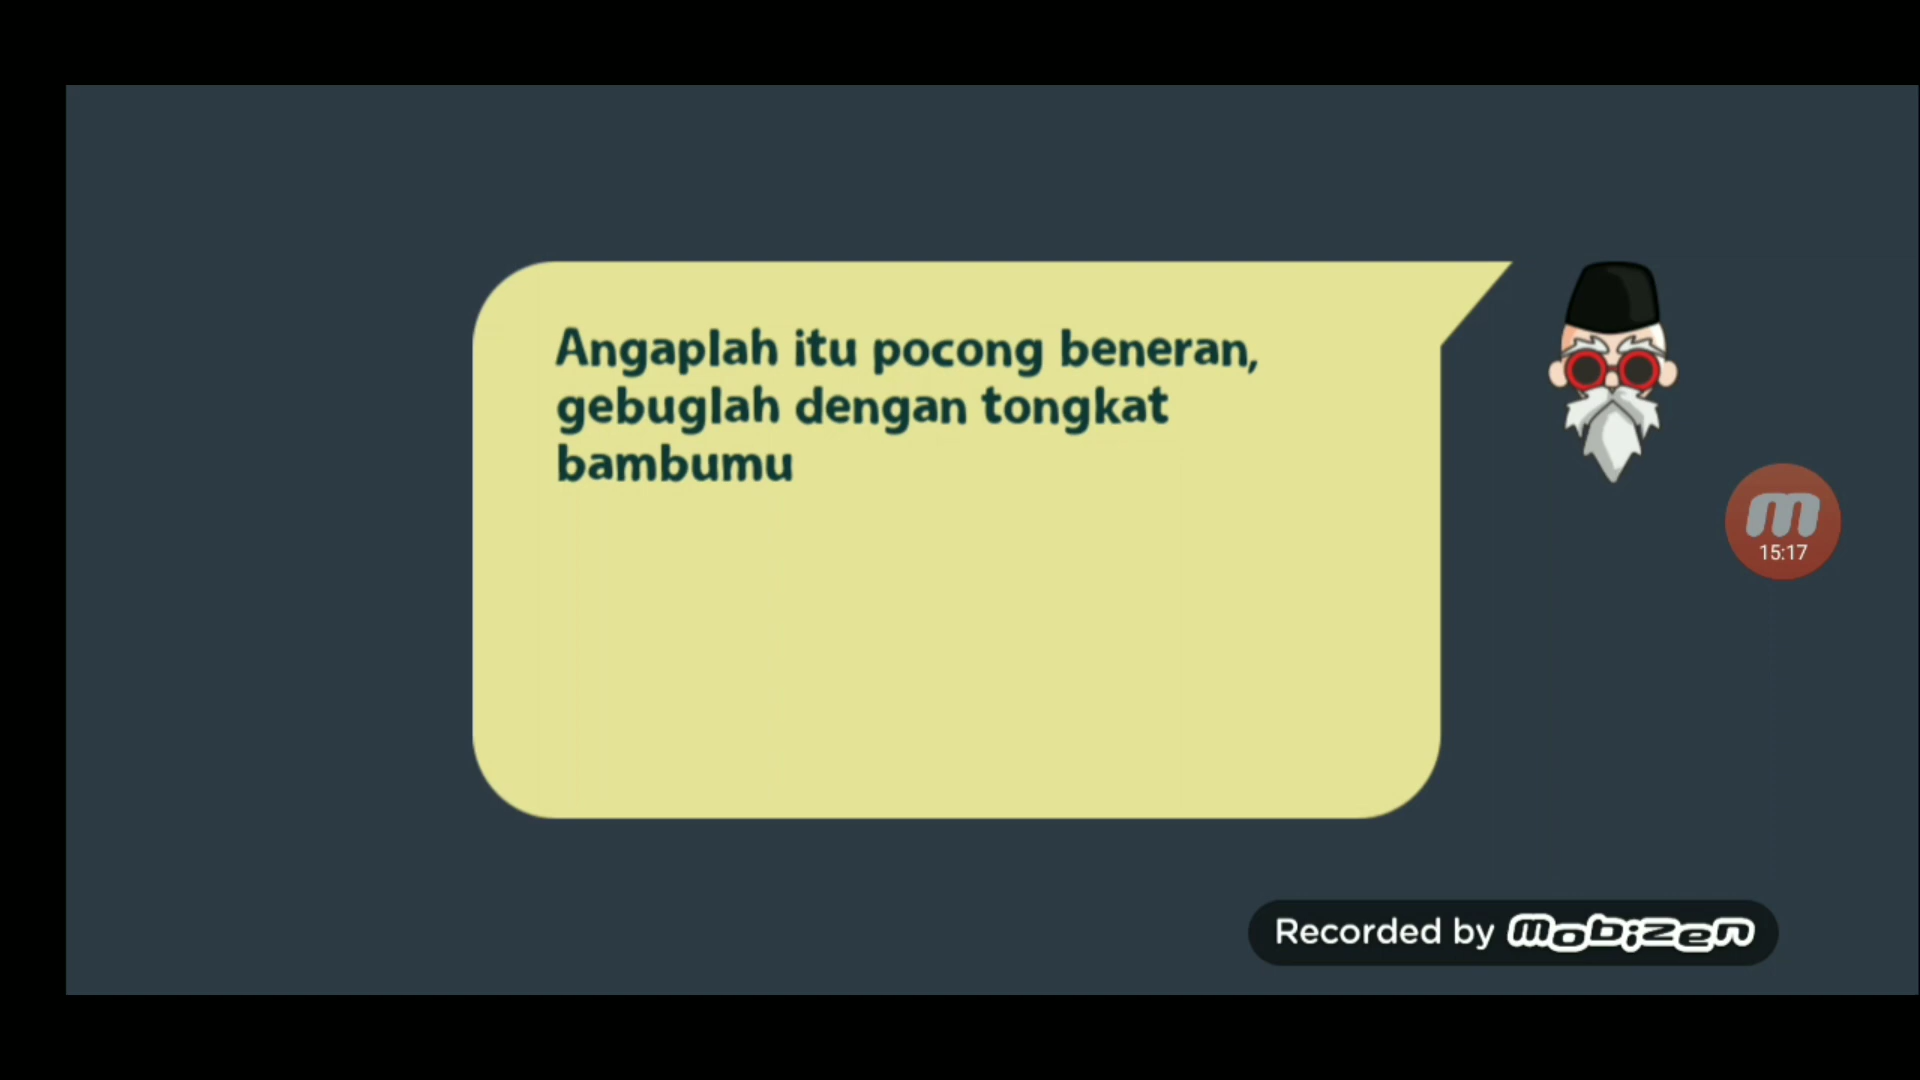 Angaplah itu pocong beneran,
gebuglah dengan tongkat
bambumu
m
15:17
Recorded by mobizen